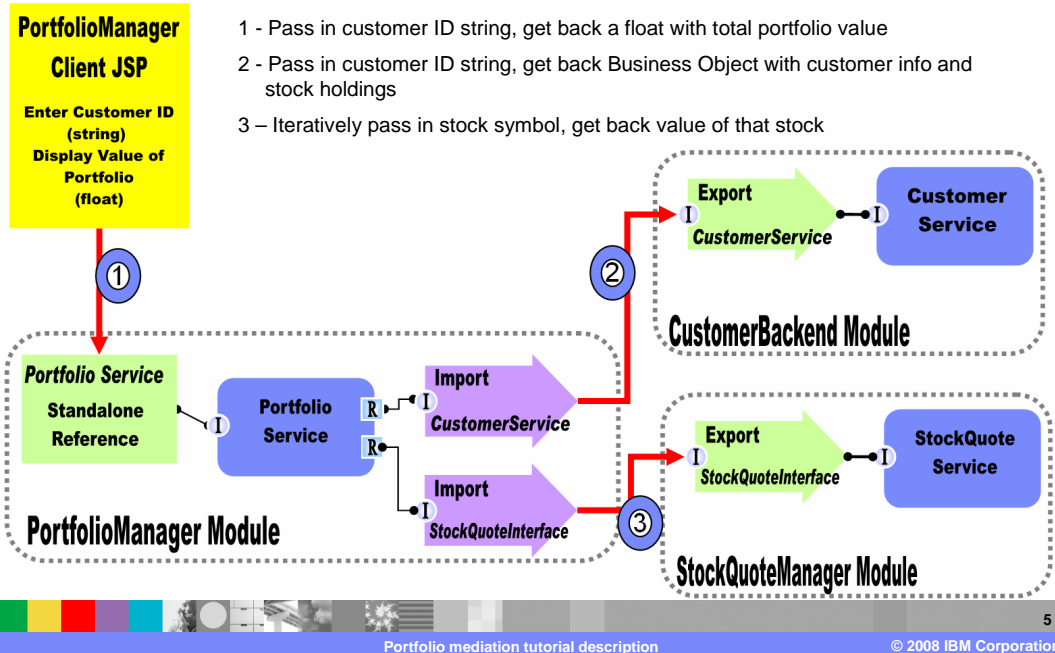 PortfolioManager
Client JSP
Enter Customer ID
(string)
Display Value of
Portfolio
(float)
1 - Pass in customer ID string, get back a float with total portfolio value
2 - Pass in customer ID string, get back Business Object with customer info and
stock holdings
3 – Iteratively pass in stock symbol, get back value of that stock
1
2
Export
I
CustomerService
I
Customer
Service
CustomerBackend Module
Portfolio Service
Standalone
Reference
I
Portfolio
Service
R
R
Import
I
CustomerService
Import
I
StockQuoteInterface
PortfolioManager Module
3
Export
I
StockQuoteInterface
I
StockQuote
Service
StockQuoteManager Module
5
Portfolio mediation tutorial description
© 2008 IBM Corporation